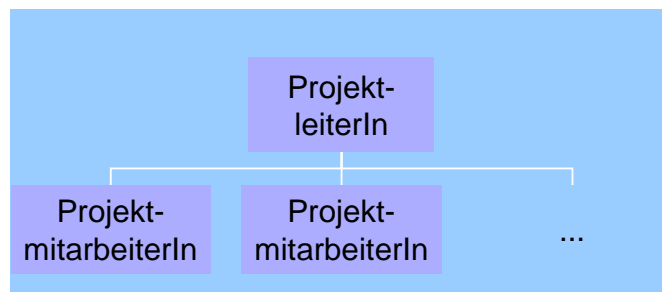 Projekt-
leiterIn
Projekt-
mitarbeiterIn
Projekt-
mitarbeiterIn
...